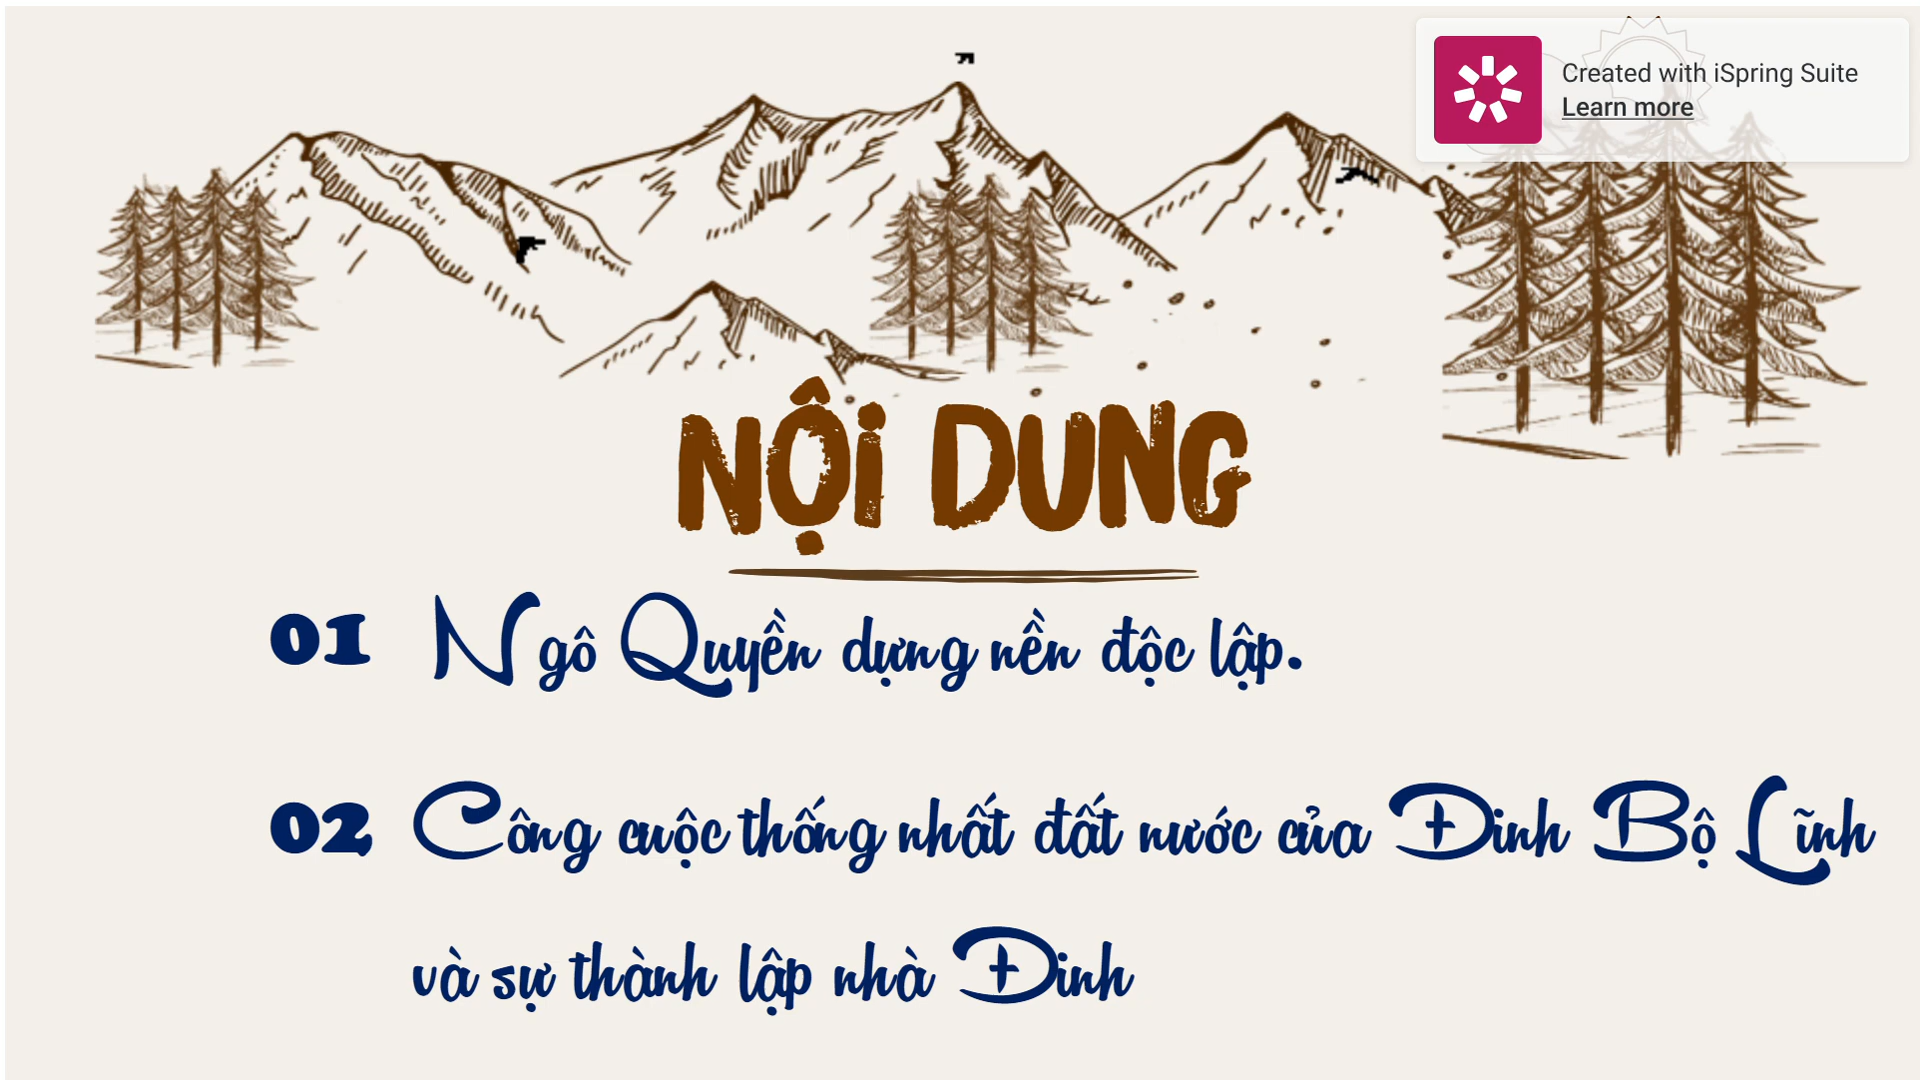 Created with iSpring Suite
Learn more
NỘI DUNG
01 Ngô Quyền dựng nền độc lập.
02 Công cuộc thống nhất đất nước của Đinh Bộ Lĩnh
và sự thành lập nhà Đinh